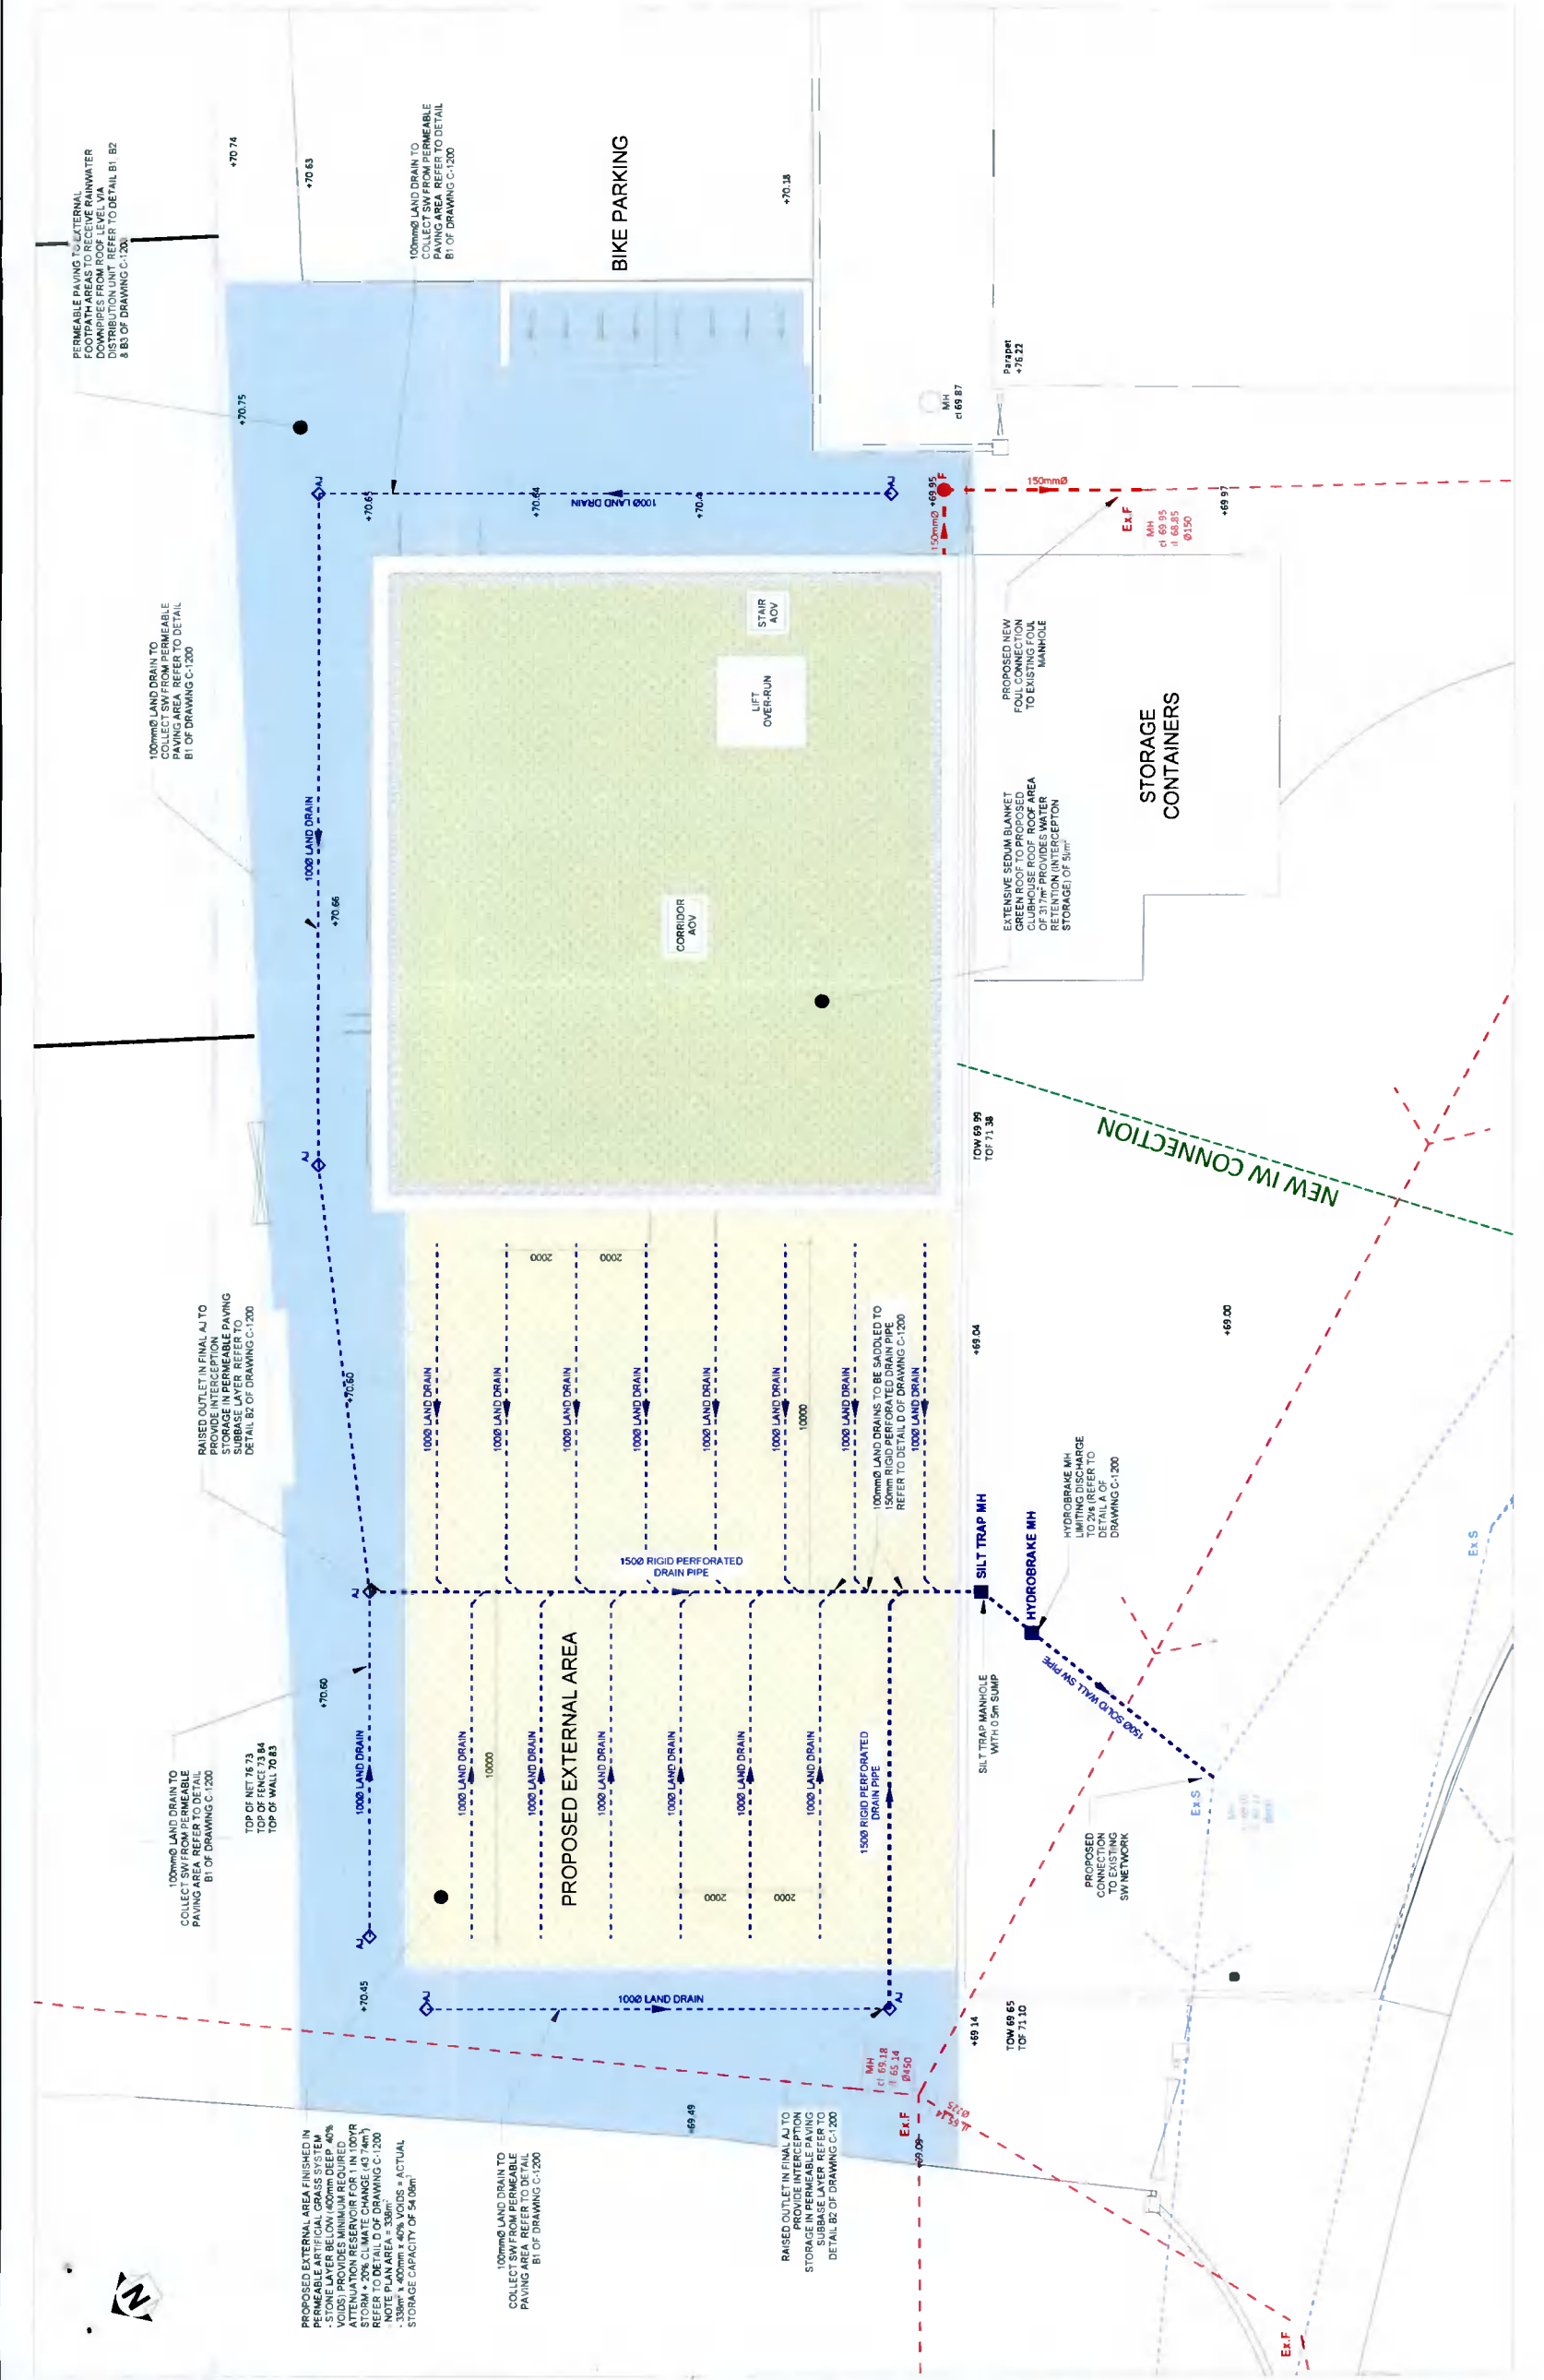 PERMEABLE PAVING TO EXTERNAL
FOOTPATH AREAS TO RECEIVE RAINWATER
DOWNPIPES FROM ROOF LEVEL VIA
DISTRIBUTION UNIT REFER TO DETAIL B1, B2
& B3 OF DRAWING C-1200
+70.74
+70.63
100mmØ LAND DRAIN TO
COLLECT SW FROM PERMEABLE
PAVING AREA REFER TO DETAIL
B1 OF DRAWING C-1200
BIKE PARKING
+70.18
+70.75
Parapet
+76.22
MH
cl 69.87
AJ
+70.65
+70.64
100Ø LAND DRAIN
+70.4
AJ
+69.95
F
150mmØ
150mmØ
Ex.F
MH
cl 69.95
il 68.85
Ø150
+69.97
100mmØ LAND DRAIN TO
COLLECT SW FROM PERMEABLE
PAVING AREA REFER TO DETAIL
B1 OF DRAWING C-1200
100Ø LAND DRAIN
+70.66
STAIR
AOV
LIFT
OVER-RUN
CORRIDOR
AOV
PROPOSED NEW
FOUL CONNECTION
TO EXISTING FOUL
MANHOLE
STORAGE
CONTAINERS
EXTENSIVE SEDUM BLANKET
GREEN ROOF TO PROPOSED
CLUBHOUSE ROOF ROOF AREA
OF 317m² PROVIDES WATER
RETENTION (INTERCEPTON
STORAGE) OF 5l/m²
AJ
TOW 69.99
TOF 71.38
NEW IW CONNECTION
RAISED OUTLET IN FINAL AJ TO
PROVIDE INTERCEPTION
STORAGE IN PERMEABLE PAVING
SUBBASE LAYER REFER TO
DETAIL B2 OF DRAWING C-1200
+70.60
2000
2000
100Ø LAND DRAIN
100Ø LAND DRAIN
100Ø LAND DRAIN
100Ø LAND DRAIN
100Ø LAND DRAIN
100Ø LAND DRAIN
10000
100Ø LAND DRAIN
100Ø LAND DRAIN
100mmØ LAND DRAINS TO BE SADDLED TO
150mm RIGID PERFORATED DRAIN PIPE
REFER TO DETAIL D OF DRAWING C-1200
+69.04
+69.00
HYDROBRAKE MH
LIMITING DISCHARGE
TO 2l/s (REFER TO
DETAIL A OF
DRAWING C-1200
AJ
150Ø RIGID PERFORATED
DRAIN PIPE
SILT TRAP MH
HYDROBRAKE MH
Ex.S
100mmØ LAND DRAIN TO
COLLECT SW FROM PERMEABLE
PAVING AREA REFER TO DETAIL
B1 OF DRAWING C-1200
TOP OF NET 76.73
TOP OF FENCE 73.84
TOP OF WALL 70.83
+70.60
100Ø LAND DRAIN
100Ø LAND DRAIN
10000
100Ø LAND DRAIN
PROPOSED EXTERNAL AREA
100Ø LAND DRAIN
100Ø LAND DRAIN
100Ø LAND DRAIN
100Ø LAND DRAIN
150Ø RIGID PERFORATED
DRAIN PIPE
2000
2000
SILT TRAP MANHOLE
WITH 0.5m SUMP
150Ø SOLID WALL SW PIPE
PROPOSED
CONNECTION
TO EXISTING
SW NETWORK
Ex.S
AJ
+70.45
AJ
100Ø LAND DRAIN
AJ
+69.14
TOW 69.65
TOF 71.10
MH
cl 69.18
il 65.14
Ø450
Ex.F
il 65.14
Ø225
+69.09
+69.49
PROPOSED EXTERNAL AREA FINISHED IN
PERMEABLE ARTIFICIAL GRASS SYSTEM
- STONE LAYER BELOW (400mm DEEP, 40%
VOIDS) PROVIDES MINIMUM REQUIRED
ATTENUATION RESERVOIR FOR 1 IN 100YR
STORM + 20% CLIMATE CHANGE (43.74m³)
REFER TO DETAIL D OF DRAWING C-1200
- NOTE PLAN AREA = 338m²
- 338m² x 400mm x 40% VOIDS = ACTUAL
STORAGE CAPACITY OF 54.08m³
100mmØ LAND DRAIN TO
COLLECT SW FROM PERMEABLE
PAVING AREA REFER TO DETAIL
B1 OF DRAWING C-1200
RAISED OUTLET IN FINAL AJ TO
PROVIDE INTERCEPTION
STORAGE IN PERMEABLE PAVING
SUBBASE LAYER REFER TO
DETAIL B2 OF DRAWING C-1200
N
Ex.F